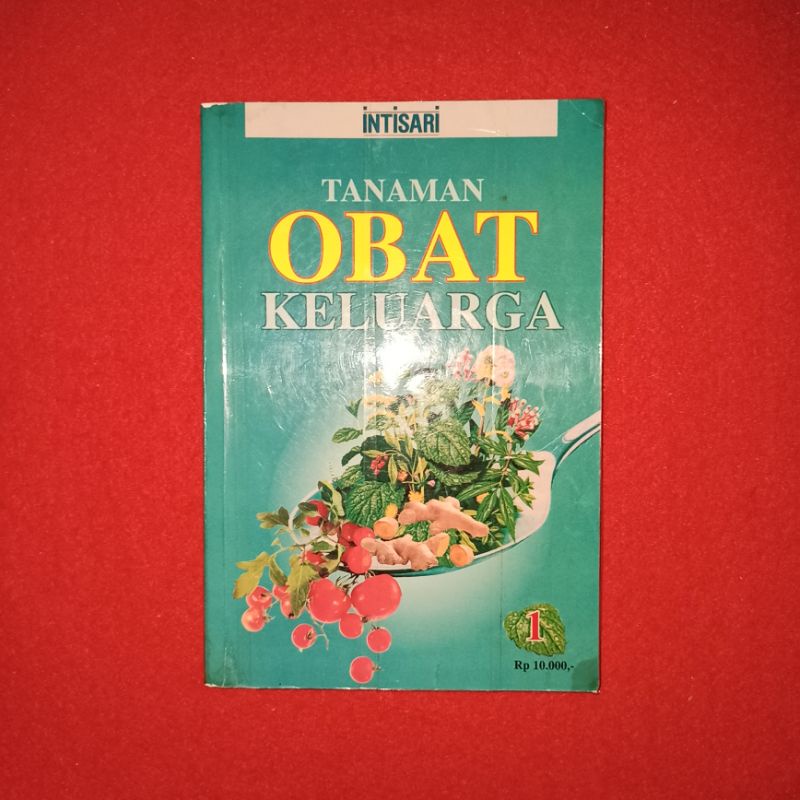 INTISARI
TANAMAN
OBAT
KELUARGA
1
Rp 10.000,-